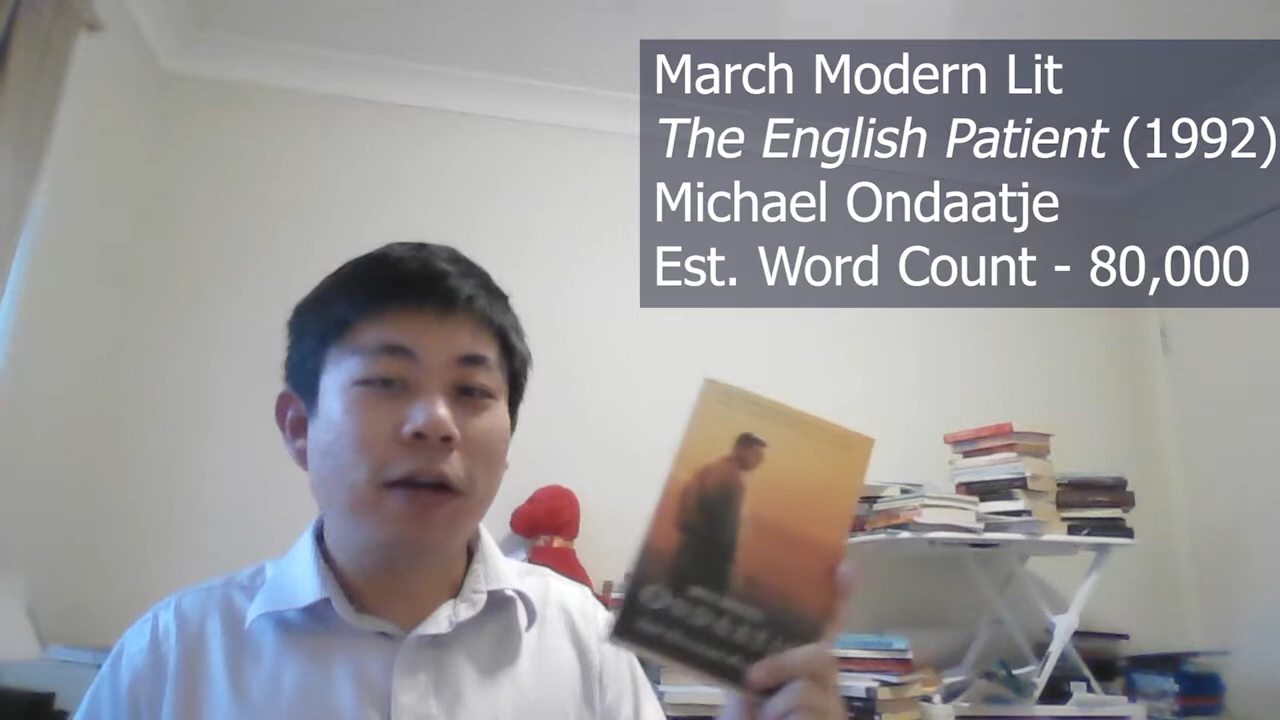 March Modern Lit
The English Patient (1992)
Michael Ondaatje
Est. Word Count - 80,000